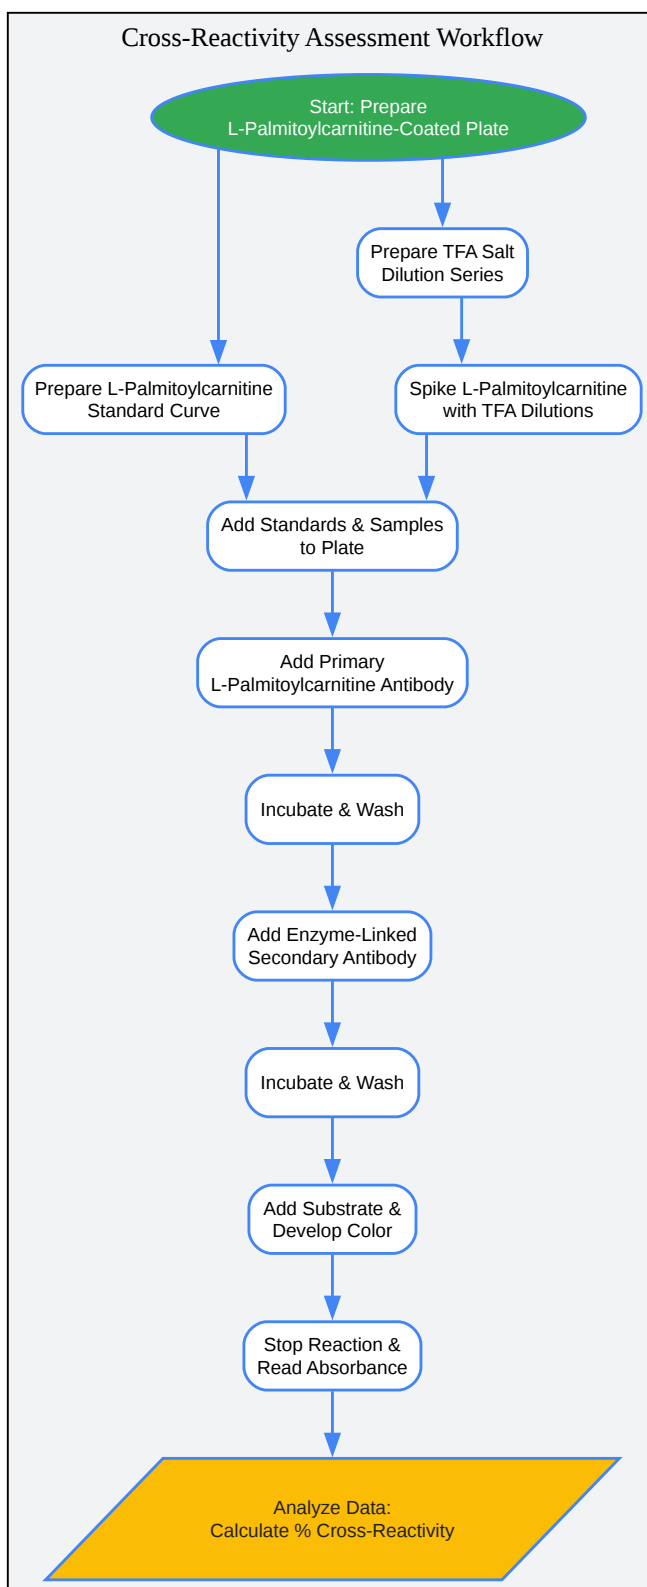 Cross-Reactivity Assessment Workflow
Start: Prepare
L-Palmitoylcarnitine-Coated Plate
Prepare TFA Salt
Dilution Series
Prepare L-Palmitoylcarnitine
Standard Curve
Spike L-Palmitoylcarnitine
with TFA Dilutions
Add Standards & Samples
to Plate
Add Primary
L-Palmitoylcarnitine Antibody
Incubate & Wash
Add Enzyme-Linked
Secondary Antibody
Incubate & Wash
Add Substrate &
Develop Color
Stop Reaction &
Read Absorbance
Analyze Data:
Calculate % Cross-Reactivity